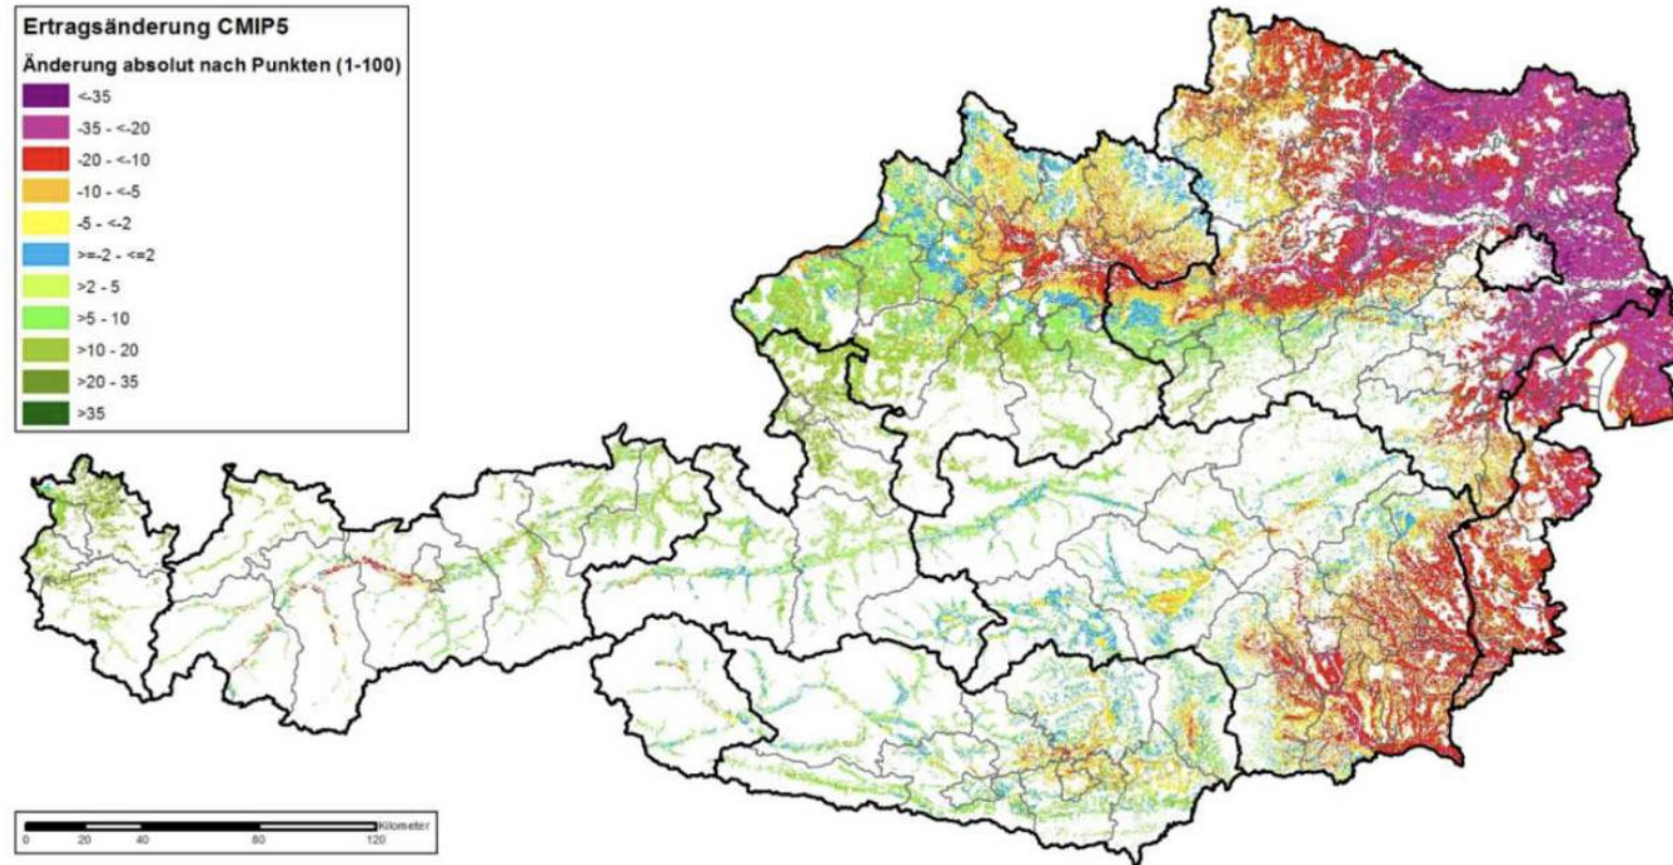 Ertragsänderung CMIP5
Änderung absolut nach Punkten (1-100)
<-35
-35 - <-20
-20 - <-10
-10 - <-5
-5 - <-2
>=-2 - <=2
>2 - 5
>5 - 10
>10 - 20
>20 - 35
>35
Kilometer
0 20 40 80 120